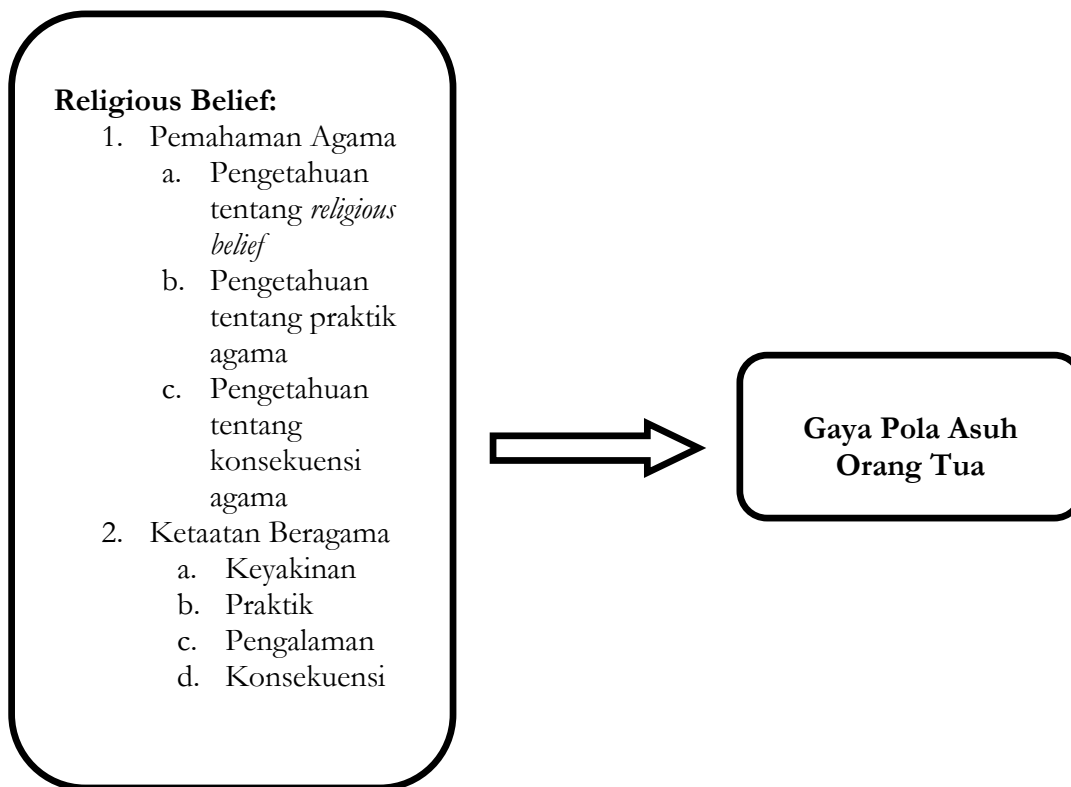 Religious Belief:
1. Pemahaman Agama
a. Pengetahuan
tentang religious
belief
b. Pengetahuan
tentang praktik
agama
c. Pengetahuan
tentang
konsekuensi
agama
2. Ketaatan Beragama
a. Keyakinan
b. Praktik
c. Pengalaman
d. Konsekuensi
Gaya Pola Asuh
Orang Tua